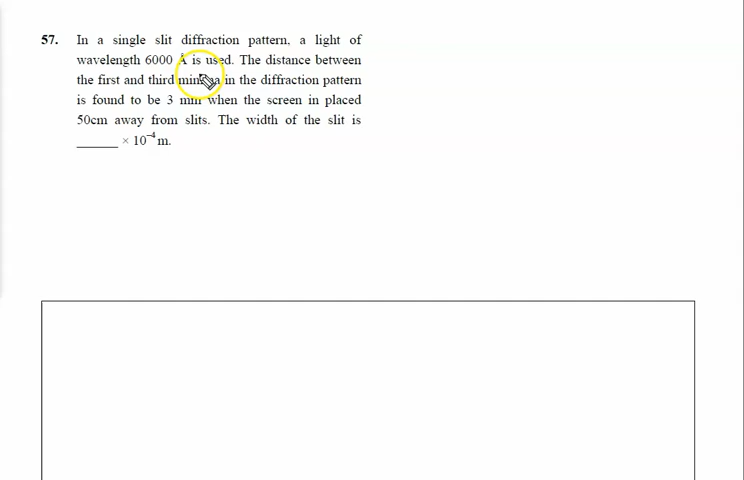 57. In a single slit diffraction pattern, a light of
wavelength 6000 Å is used. The distance between
the first and third minima in the diffraction pattern
is found to be 3 mm when the screen in placed
50cm away from slits. The width of the slit is
______ × 10⁻⁴ m.